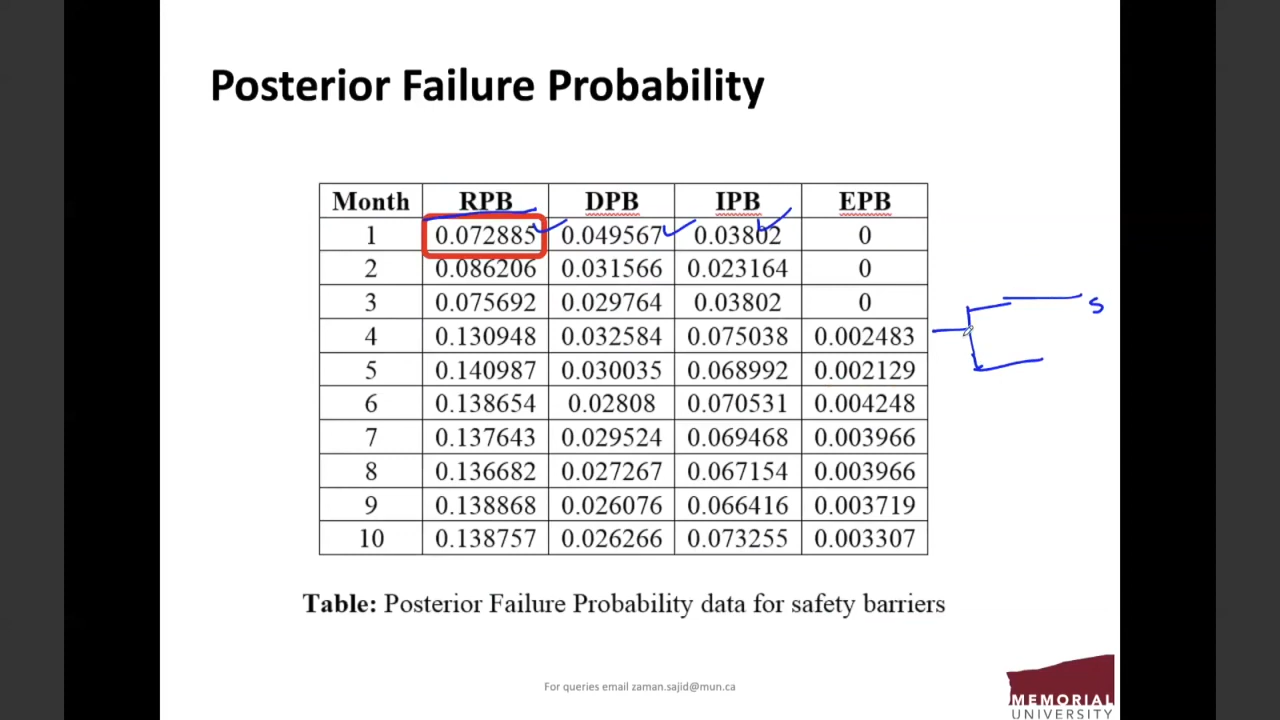 Posterior Failure Probability
Month RPB DPB IPB EPB
1 0.072885 0.049567 0.03802 0
2 0.086206 0.031566 0.023164 0
3 0.075692 0.029764 0.03802 0
4 0.130948 0.032584 0.075038 0.002483
5 0.140987 0.030035 0.068992 0.002129
6 0.138654 0.02808 0.070531 0.004248
7 0.137643 0.029524 0.069468 0.003966
8 0.136682 0.027267 0.067154 0.003966
9 0.138868 0.026076 0.066416 0.003719
10 0.138757 0.026266 0.073255 0.003307
s
Table: Posterior Failure Probability data for safety barriers
For queries email zaman.sajid@mun.ca
MEMORIAL
UNIVERSITY